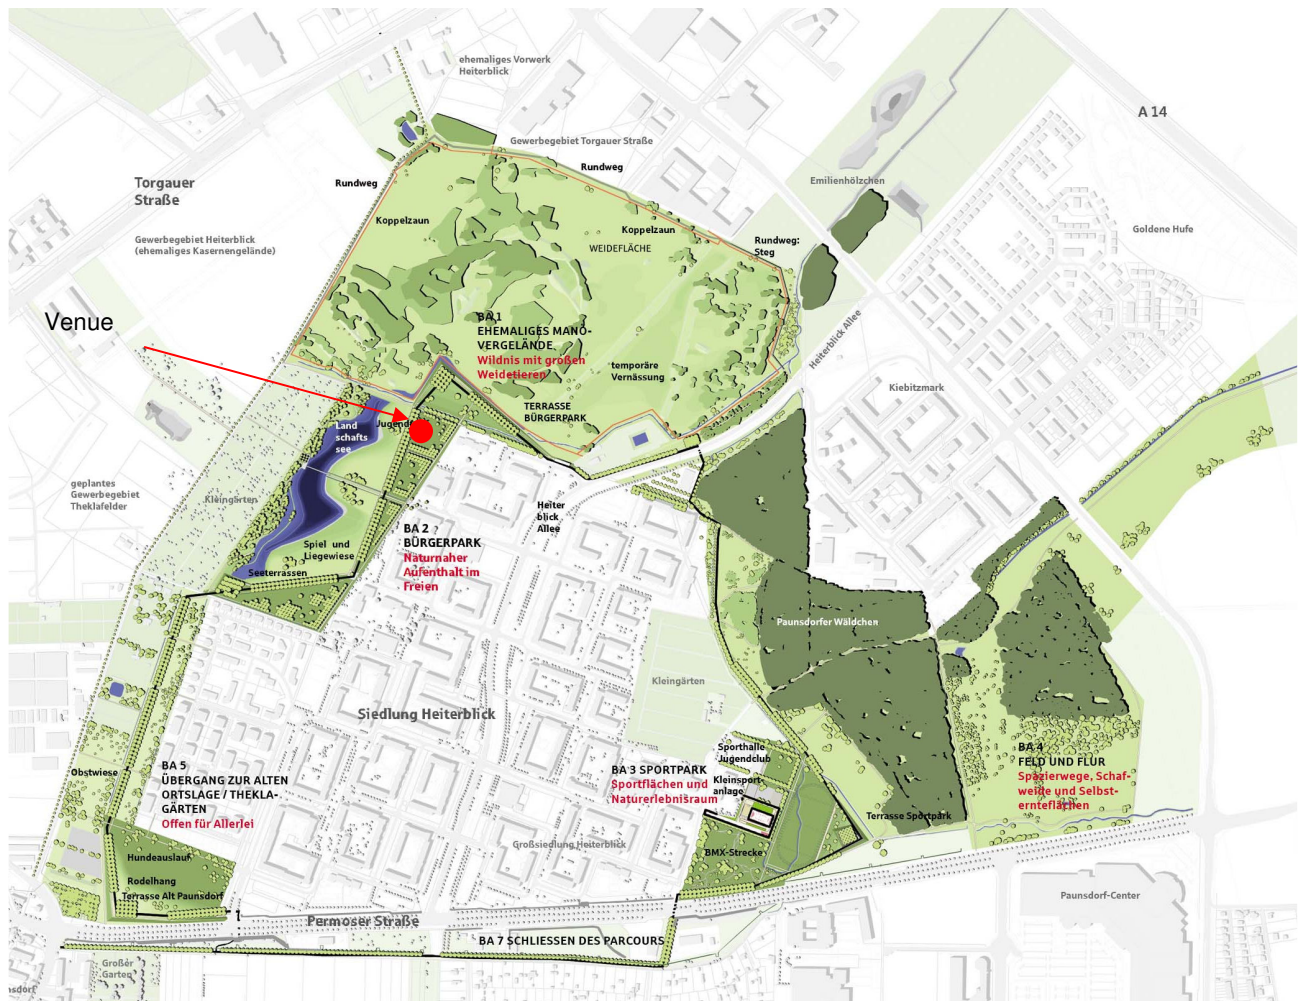 ehemaliges Vorwerk
Heiterblick
A 14
Gewerbegebiet Torgauer Straße
Rundweg
Rundweg
Torgauer
Straße
Emilienhölzchen
Koppelzaun
Koppelzaun
Goldene Hufe
Gewerbegebiet Heiterblick
(ehemaliges Kasernengelände)
WEIDEFLÄCHE
Rundweg:
Steg
Venue
BA 1
EHEMALIGES MANÖ-
VERGELÄNDE
Wildnis mit großen
Weidetieren
Heiterblick Allee
temporäre
Vernässung
Kiebitzmark
TERRASSE
BÜRGERPARK
Land
schafts
see
geplantes
Gewerbegebiet
Theklafelder
Kleingärten
Heiter
blick
Allee
BA 2
BÜRGERPARK
Naturnaher
Aufenthalt im
Freien
Spiel und
Liegewiese
Seeterrassen
Paunsdorfer Wäldchen
Kleingärten
Siedlung Heiterblick
Sporthalle
Jugendclub
BA 4
FELD UND FLUR
Spazierwege, Schaf-
weide und Selbst-
ernteflächen
BA 5
ÜBERGANG ZUR ALTEN
ORTSLAGE / THEKLA-
GÄRTEN
Offen für Allerlei
Obstwiese
BA 3 SPORTPARK
Sportflächen und
Naturerlebnisraum
Kleinsport-
anlage
Terrasse Sportpark
Großsiedlung Heiterblick
BMX-Strecke
Hundeauslauf
Rodelhang
Terrasse Alt Paunsdorf
Paunsdorf-Center
Permoser Straße
BA 7 SCHLIESSEN DES PARCOURS
Großer
Garten